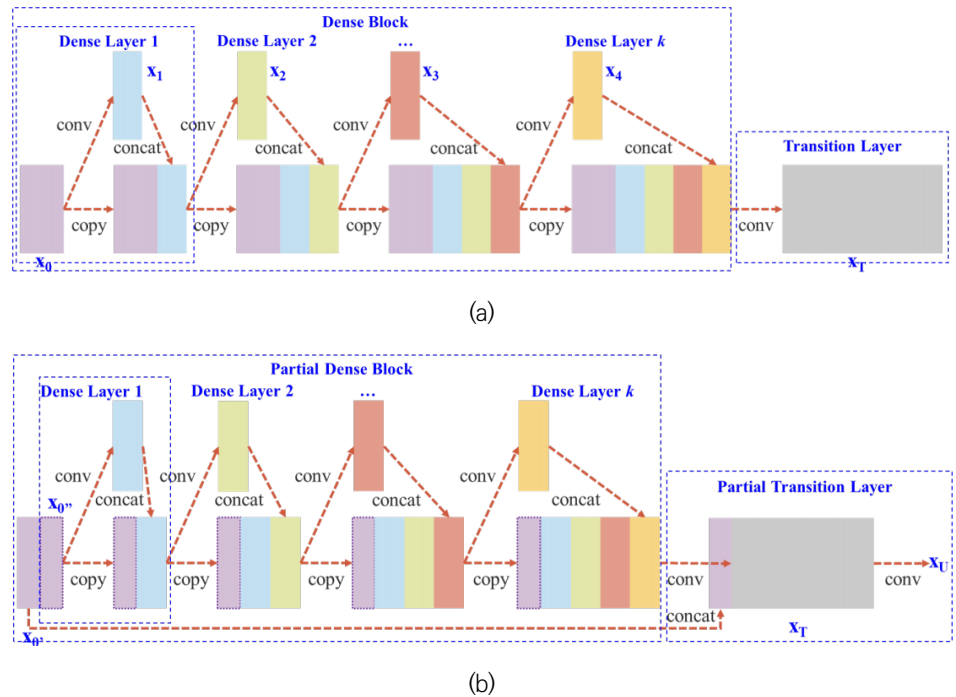 Dense Block
Dense Layer 1 Dense Layer 2 … Dense Layer k
x1 x2 x3 x4
conv conv conv conv
concat concat concat concat
Transition Layer
copy copy copy copy conv
x0 xT
(a)
Partial Dense Block
Dense Layer 1 Dense Layer 2 … Dense Layer k
conv conv conv conv
Partial Transition Layer
x0'' concat concat concat concat
copy copy copy copy conv conv xU
x0' concat xT
(b)